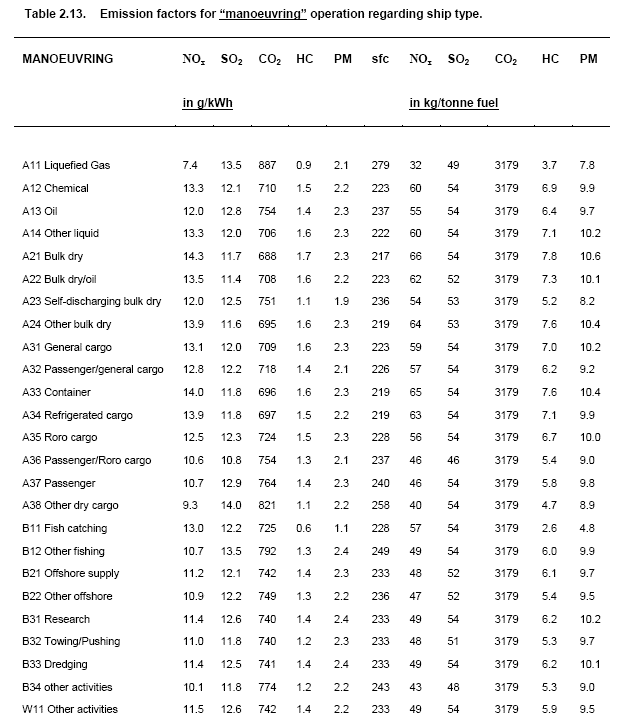 Table 2.13. Emission factors for "manoeuvring" operation regarding ship type.
MANOEUVRING NOx SO2 CO2 HC PM sfc NOx SO2 CO2 HC PM
in g/kWh in kg/tonne fuel
A11 Liquefied Gas 7.4 13.5 887 0.9 2.1 279 32 49 3179 3.7 7.8
A12 Chemical 13.3 12.1 710 1.5 2.2 223 60 54 3179 6.9 9.9
A13 Oil 12.0 12.8 754 1.4 2.3 237 55 54 3179 6.4 9.7
A14 Other liquid 13.3 12.0 706 1.6 2.3 222 60 54 3179 7.1 10.2
A21 Bulk dry 14.3 11.7 688 1.7 2.3 217 66 54 3179 7.8 10.6
A22 Bulk dry/oil 13.5 11.4 708 1.6 2.2 223 62 52 3179 7.3 10.1
A23 Self-discharging bulk dry 12.0 12.5 751 1.1 1.9 236 54 53 3179 5.2 8.2
A24 Other bulk dry 13.9 11.6 695 1.6 2.3 219 64 53 3179 7.6 10.4
A31 General cargo 13.1 12.0 709 1.6 2.3 223 59 54 3179 7.0 10.2
A32 Passenger/general cargo 12.8 12.2 718 1.4 2.1 226 57 54 3179 6.2 9.2
A33 Container 14.0 11.8 696 1.6 2.3 219 65 54 3179 7.6 10.4
A34 Refrigerated cargo 13.9 11.8 697 1.5 2.2 219 63 54 3179 7.1 9.9
A35 Roro cargo 12.5 12.3 724 1.5 2.3 228 56 54 3179 6.7 10.0
A36 Passenger/Roro cargo 10.6 10.8 754 1.3 2.1 237 46 46 3179 5.4 9.0
A37 Passenger 10.7 12.9 764 1.4 2.3 240 46 54 3179 5.8 9.8
A38 Other dry cargo 9.3 14.0 821 1.1 2.2 258 40 54 3179 4.7 8.9
B11 Fish catching 13.0 12.2 725 0.6 1.1 228 57 54 3179 2.6 4.8
B12 Other fishing 10.7 13.5 792 1.3 2.4 249 49 54 3179 6.0 9.9
B21 Offshore supply 11.2 12.1 742 1.4 2.3 233 48 52 3179 6.1 9.7
B22 Other offshore 10.9 12.2 749 1.3 2.2 236 47 52 3179 5.4 9.5
B31 Research 11.4 12.6 740 1.4 2.4 233 49 54 3179 6.2 10.2
B32 Towing/Pushing 11.0 11.8 740 1.2 2.3 233 48 51 3179 5.3 9.7
B33 Dredging 11.4 12.5 741 1.4 2.4 233 49 54 3179 6.2 10.1
B34 other activities 10.1 11.8 774 1.2 2.2 243 43 48 3179 5.3 9.0
W11 Other activities 11.5 12.6 742 1.4 2.2 233 49 54 3179 5.9 9.5